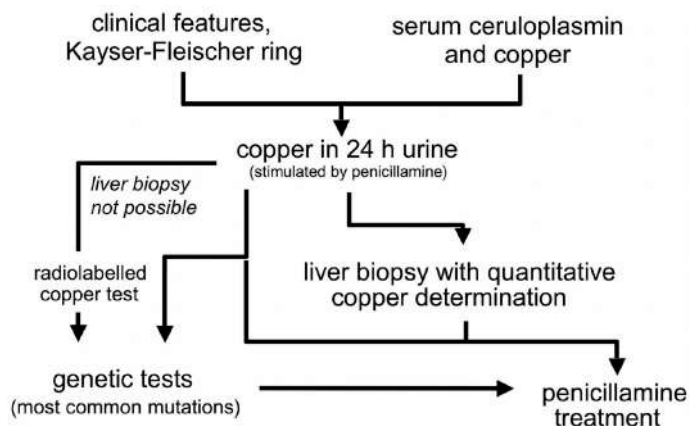 clinical features,
Kayser-Fleischer ring
serum ceruloplasmin
and copper
copper in 24 h urine
(stimulated by penicillamine)
liver biopsy
not possible
radiolabelled
copper test
liver biopsy with quantitative
copper determination
genetic tests
(most common mutations)
penicillamine
treatment